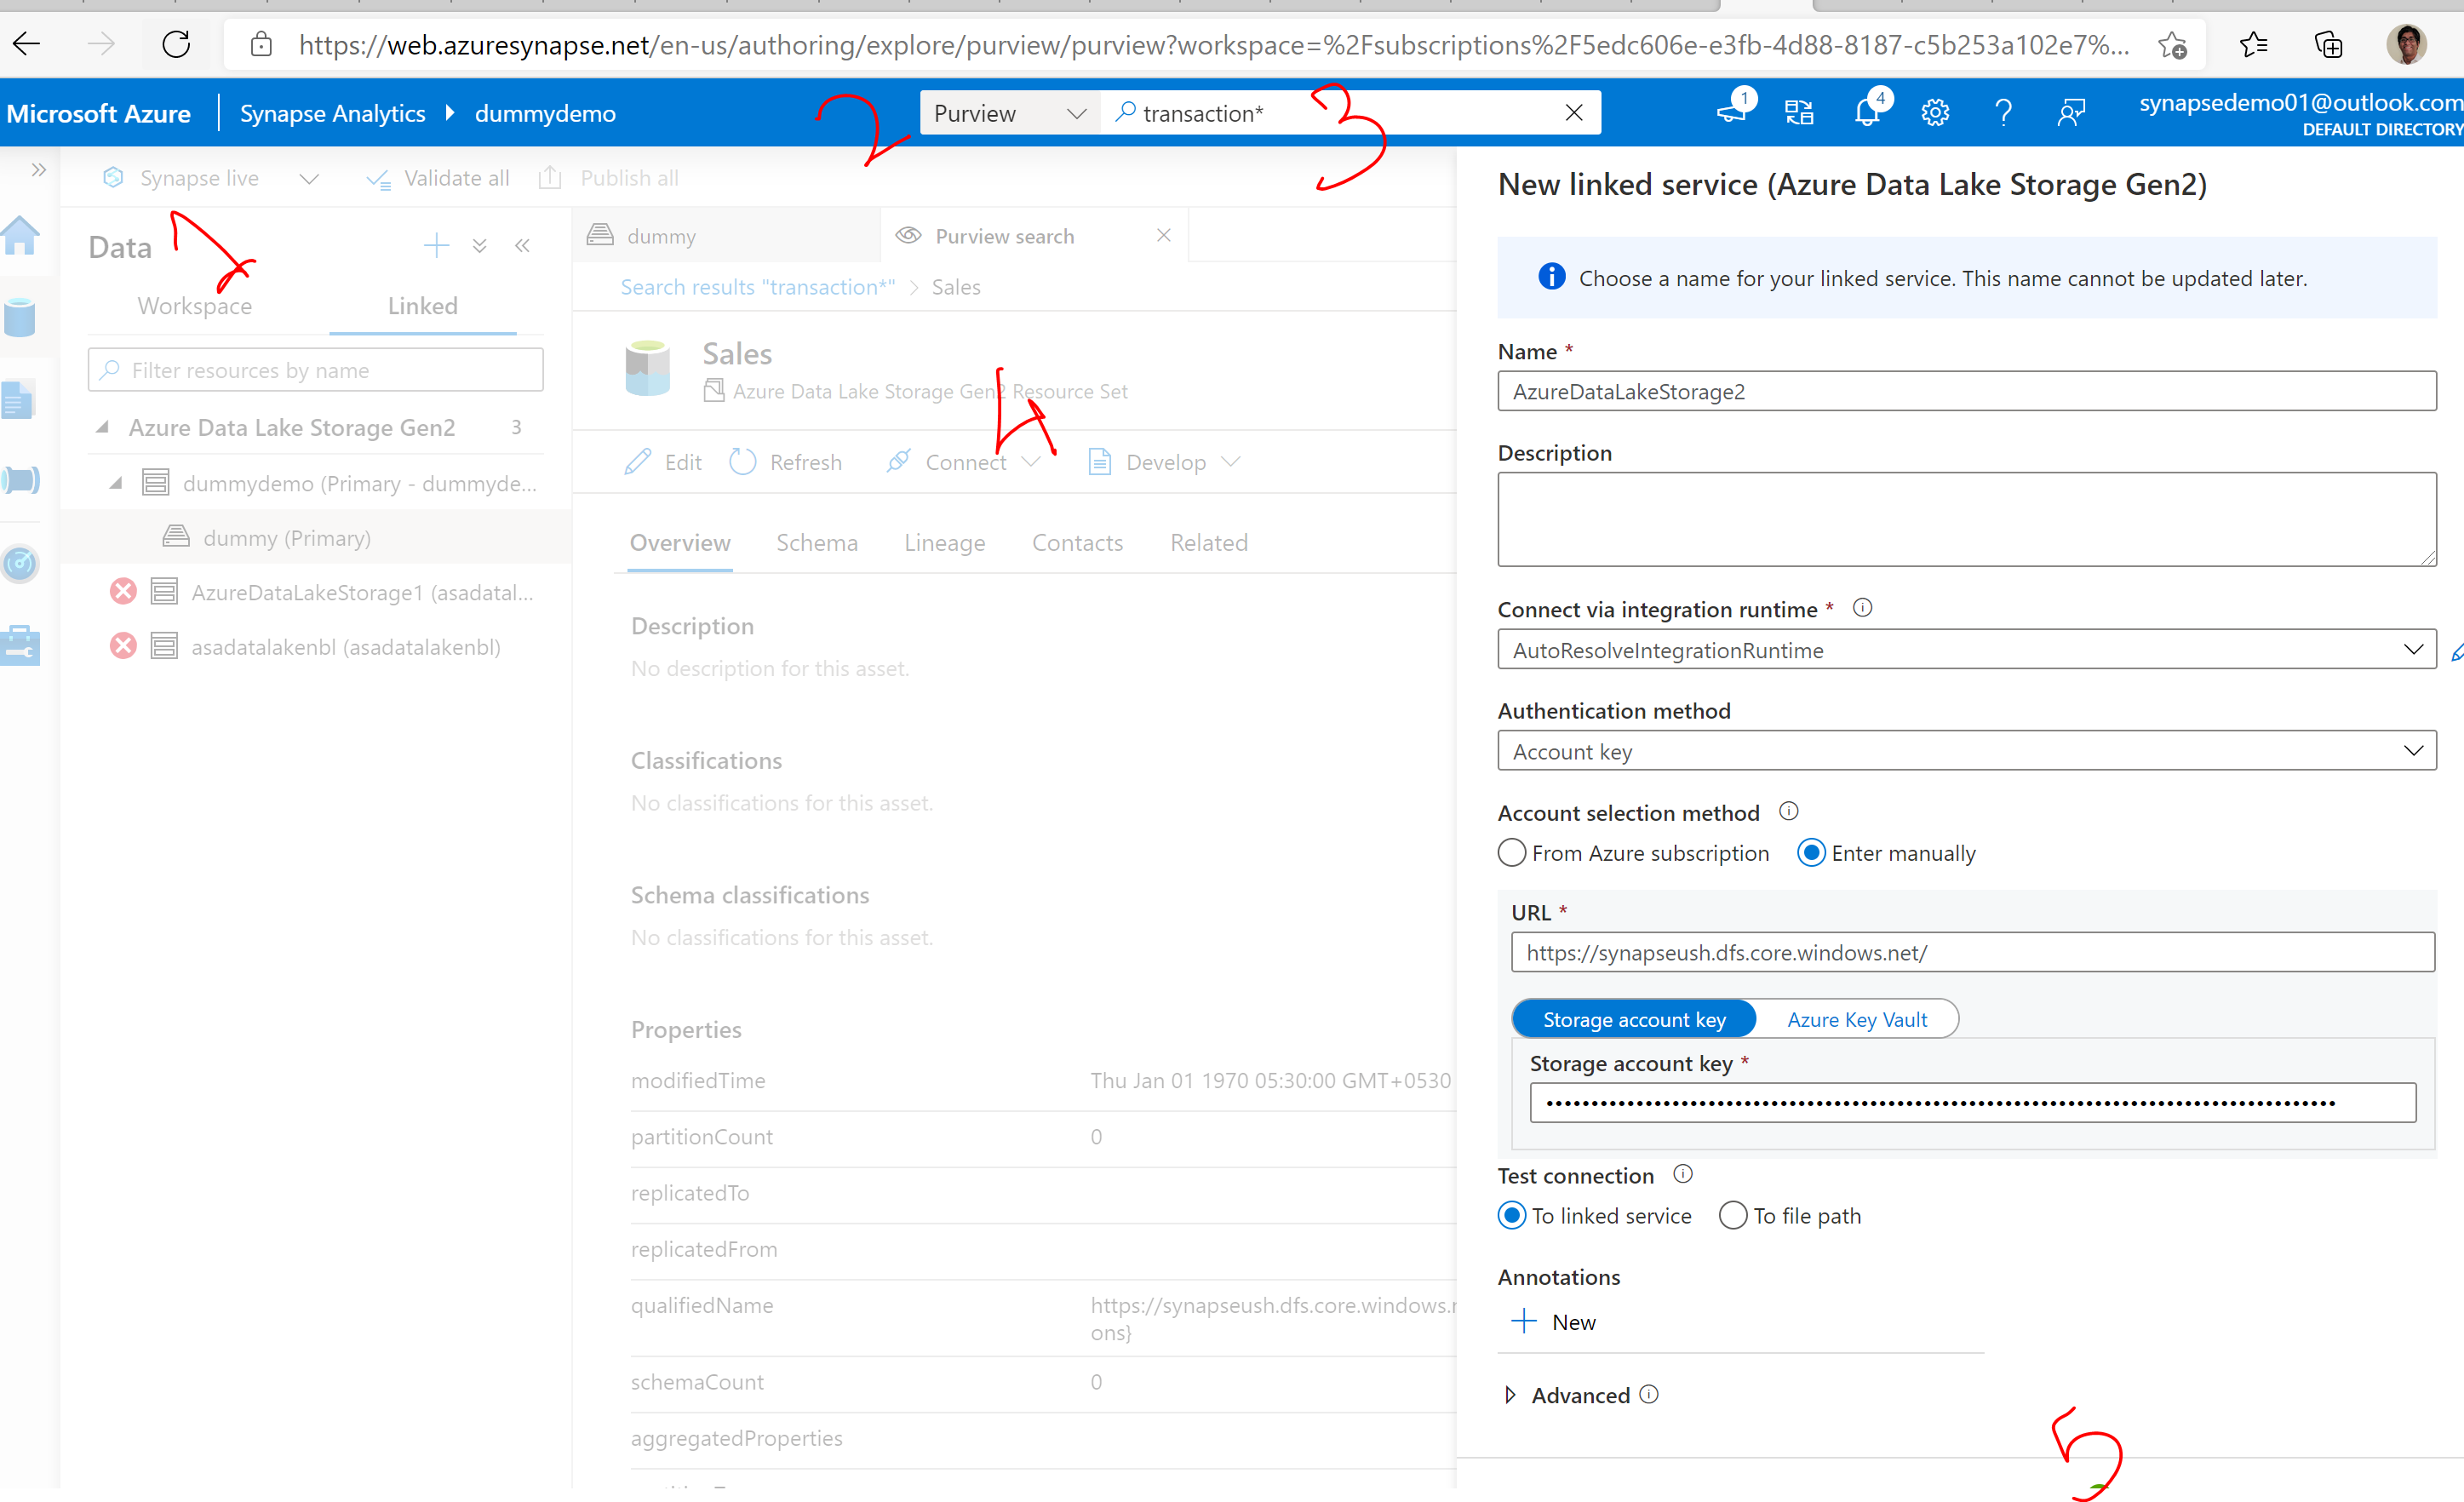 https://web.azuresynapse.net/en-us/authoring/explore/purview/purview?workspace=%2Fsubscriptions%2F5edc606e-e3fb-4d88-8187-c5b253a102e7%...
Microsoft Azure
Synapse Analytics
dummydemo
2
Purview
transaction*
3
1
4
synapsedemo01@outlook.com
DEFAULT DIRECTORY
Synapse live
Validate all
Publish all
1
Data
Workspace
Linked
Filter resources by name
Azure Data Lake Storage Gen2 3
dummydemo (Primary - dummyde...
dummy (Primary)
AzureDataLakeStorage1 (asadatal...
asadatalakenbl (asadatalakenbl)
dummy
Purview search
Search results "transaction*" > Sales
Sales
Azure Data Lake Storage Gen2 Resource Set
4
Edit
Refresh
Connect
Develop
Overview
Schema
Lineage
Contacts
Related
Description
No description for this asset.
Classifications
No classifications for this asset.
Schema classifications
No classifications for this asset.
Properties
modifiedTime Thu Jan 01 1970 05:30:00 GMT+0530
partitionCount 0
replicatedTo
replicatedFrom
qualifiedName https://synapseush.dfs.core.windows.
ons}
schemaCount 0
aggregatedProperties
New linked service (Azure Data Lake Storage Gen2)
Choose a name for your linked service. This name cannot be updated later.
Name *
AzureDataLakeStorage2
Description
Connect via integration runtime *
AutoResolveIntegrationRuntime
Authentication method
Account key
Account selection method
From Azure subscription
Enter manually
URL *
https://synapseush.dfs.core.windows.net/
Storage account key
Azure Key Vault
Storage account key *
Test connection
To linked service
To file path
Annotations
New
Advanced
5